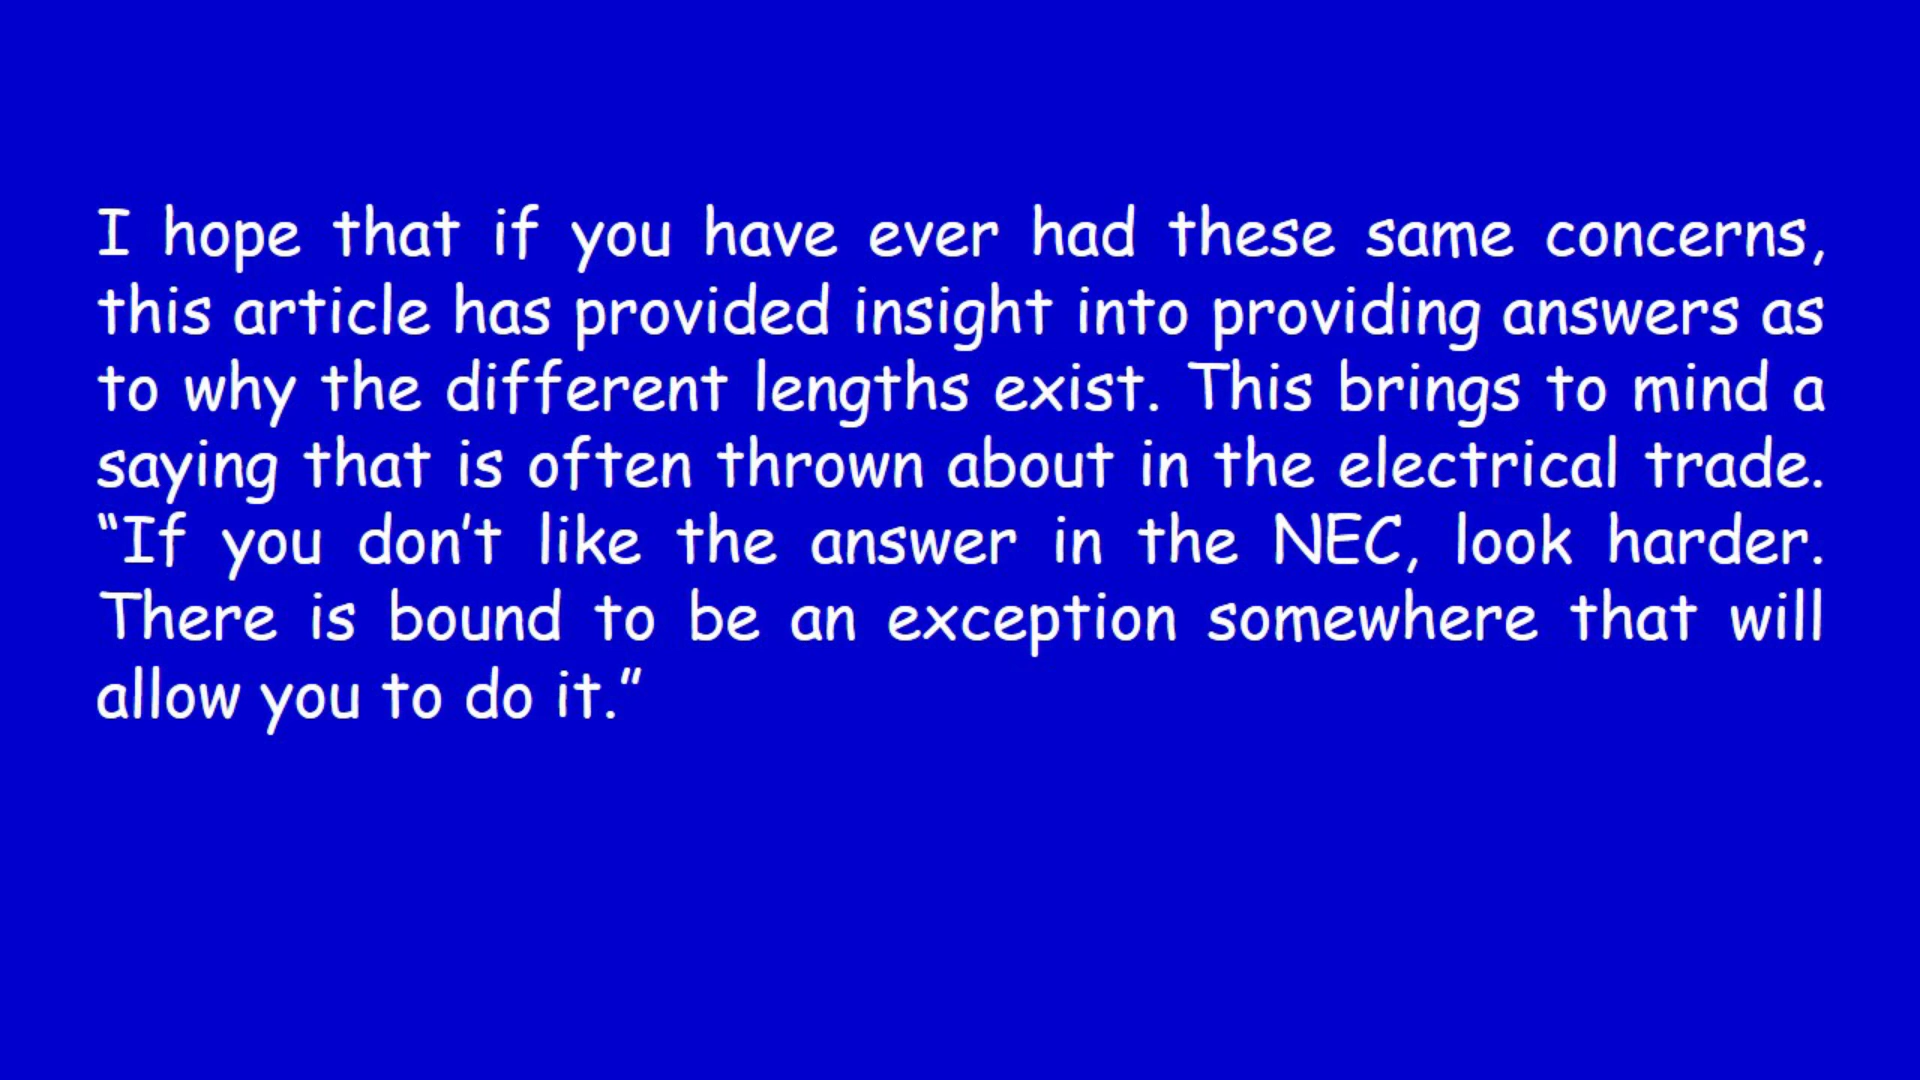 I hope that if you have ever had these same concerns,
this article has provided insight into providing answers as
to why the different lengths exist. This brings to mind a
saying that is often thrown about in the electrical trade.
“If you don’t like the answer in the NEC, look harder.
There is bound to be an exception somewhere that will
allow you to do it.”